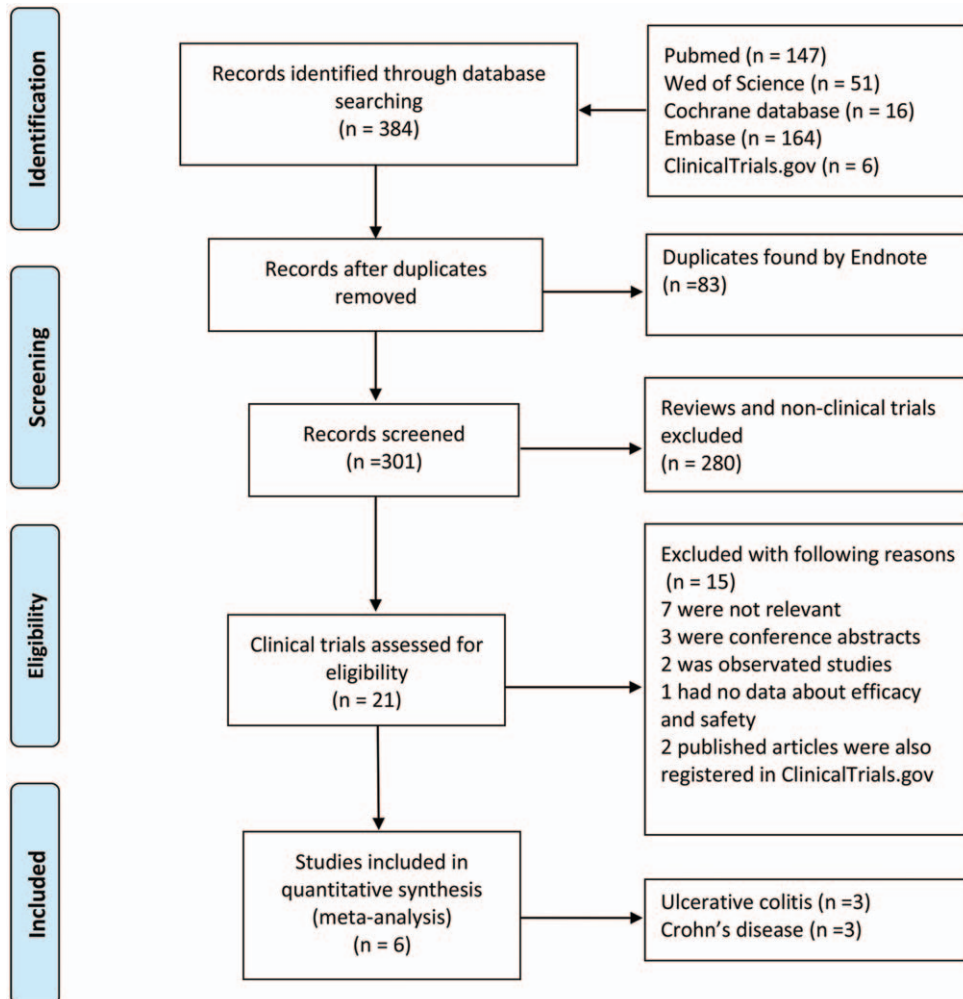 Identification
Records identified through database
searching
(n = 384)
Pubmed (n = 147)
Wed of Science (n = 51)
Cochrane database (n = 16)
Embase (n = 164)
ClinicalTrials.gov (n = 6)
Screening
Records after duplicates
removed
Duplicates found by Endnote
(n =83)
Records screened
(n =301)
Reviews and non-clinical trials
excluded
(n = 280)
Eligibility
Clinical trials assessed for
eligibility
(n = 21)
Excluded with following reasons
(n = 15)
7 were not relevant
3 were conference abstracts
2 was observated studies
1 had no data about efficacy
and safety
2 published articles were also
registered in ClinicalTrials.gov
Included
Studies included in
quantitative synthesis
(meta-analysis)
n = 6)
Ulcerative colitis (n =3)
Crohn's disease (n =3)